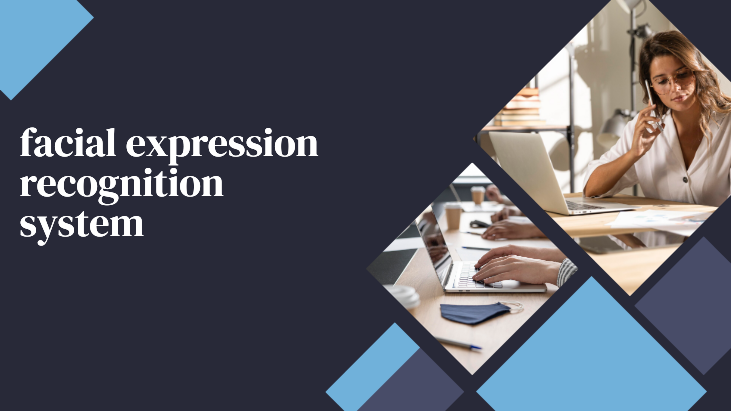 facial expression
recognition
system